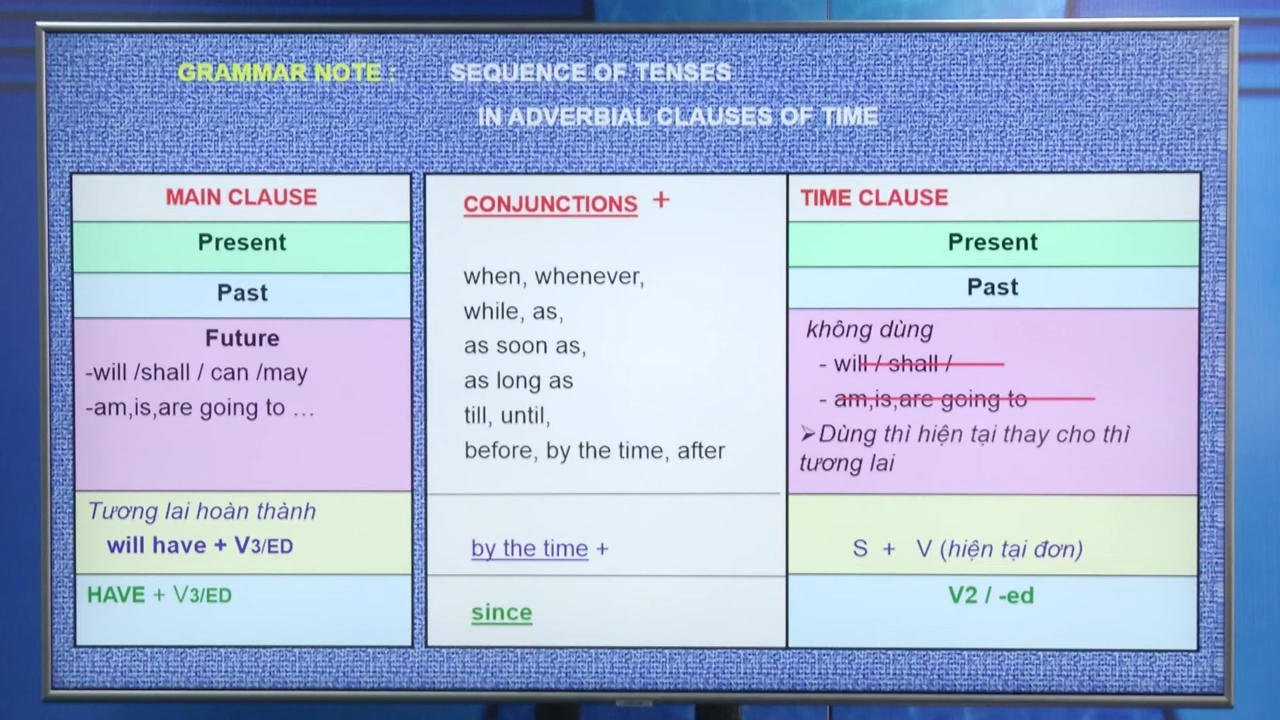 GRAMMAR NOTE : SEQUENCE OF TENSES
IN ADVERBIAL CLAUSES OF TIME
MAIN CLAUSE
Present
Past
Future
-will /shall / can /may
-am,is,are going to …
Tương lai hoàn thành
will have + V3/ED
HAVE + V3/ED
CONJUNCTIONS +
when, whenever,
while, as,
as soon as,
as long as
till, until,
before, by the time, after
by the time +
since
TIME CLAUSE
Present
Past
không dùng
- will / shall /
- am,is,are going to
➢Dùng thì hiện tại thay cho thì
tương lai
S + V (hiện tại đơn)
V2 / -ed